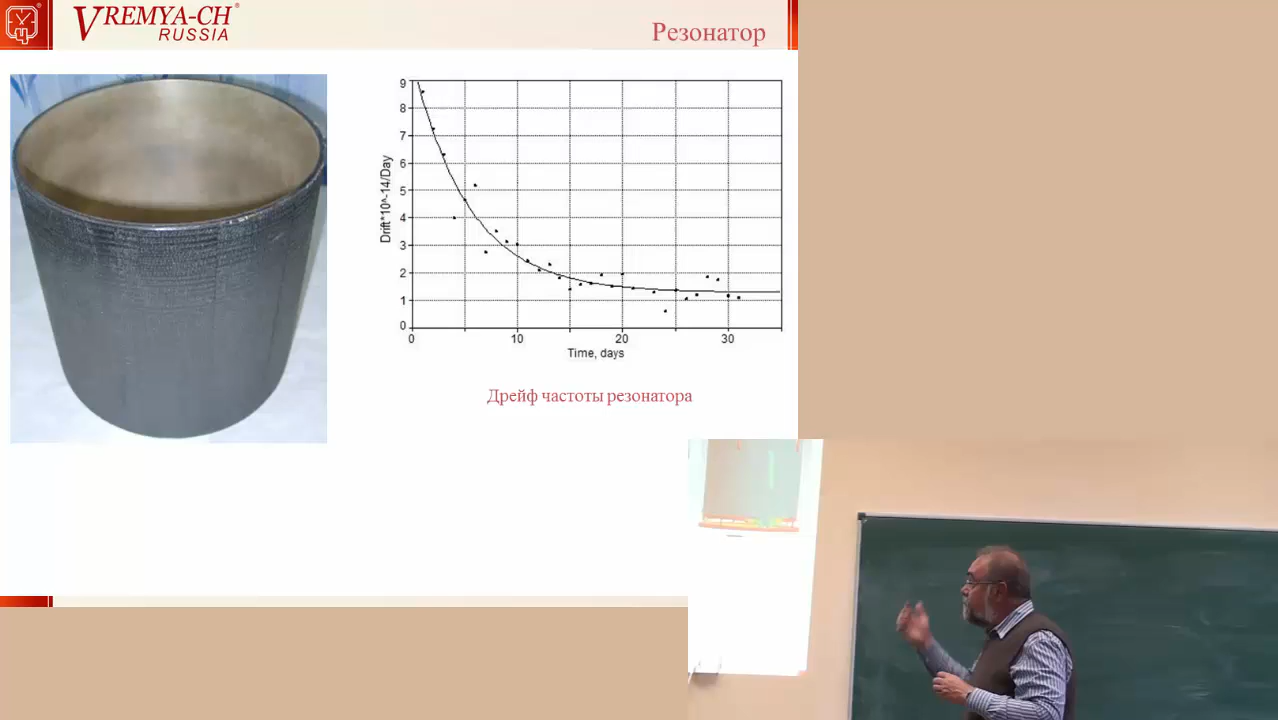 VREMYA-CH®
RUSSIA
Резонатор
9
8
7
6
5
4
3
2
1
0
Drift*10^-14/Day
0 10 20 30
Time, days
Дрейф частоты резонатора